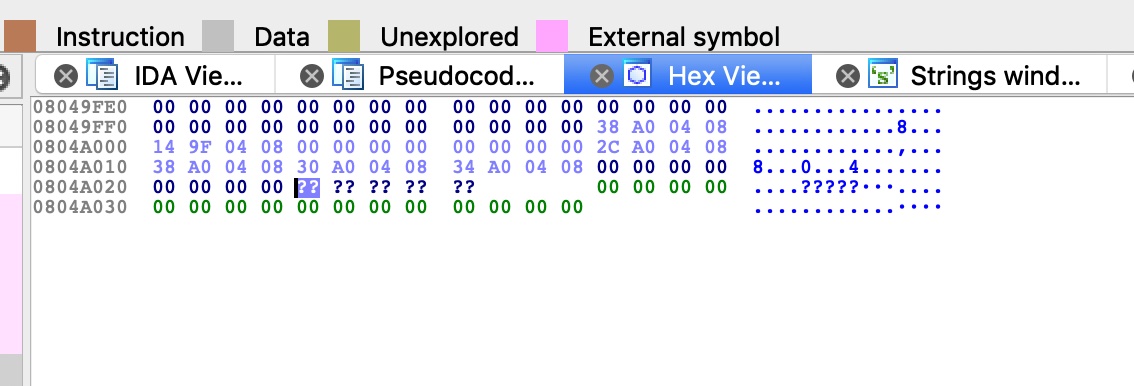 Instruction Data Unexplored External symbol
IDA Vie... Pseudocod... Hex Vie... 's' Strings wind...
08049FE0 00 00 00 00 00 00 00 00 00 00 00 00 00 00 00 00 ................
08049FF0 00 00 00 00 00 00 00 00 00 00 00 00 38 A0 04 08 ............8...
0804A000 14 9F 04 08 00 00 00 00 00 00 00 00 2C A0 04 08 ............,...
0804A010 38 A0 04 08 30 A0 04 08 34 A0 04 08 00 00 00 00 8...0...4.......
0804A020 00 00 00 00 ?? ?? ?? ?? ?? 00 00 00 00 ....?????.......
0804A030 00 00 00 00 00 00 00 00 00 00 00 00 ................